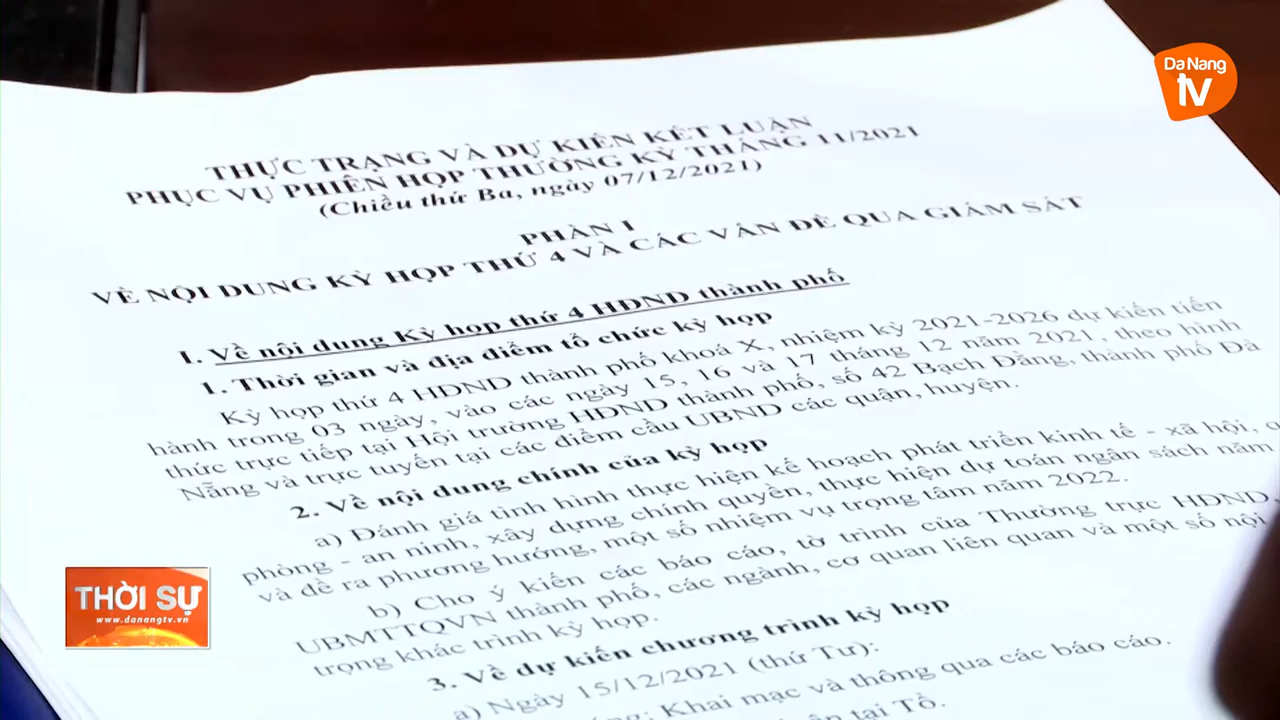 Da Nang
tv
THỰC TRẠNG VÀ DỰ KIẾN KẾT LUẬN
PHỤC VỤ PHIÊN HỌP THƯỜNG KỲ THÁNG 11/2021
(Chiều thứ Ba, ngày 07/12/2021)
PHẦN I
VỀ NỘI DUNG KỲ HỌP THỨ 4 VÀ CÁC VẤN ĐỀ QUA GIÁM SÁT
I. Về nội dung Kỳ họp thứ 4 HĐND thành phố
1. Thời gian và địa điểm tổ chức kỳ họp
Kỳ họp thứ 4 HĐND thành phố khoá X, nhiệm kỳ 2021-2026 dự kiến tiến
hành trong 03 ngày, vào các ngày 15, 16 và 17 tháng 12 năm 2021, theo hình
thức trực tiếp tại Hội trường HĐND thành phố, số 42 Bạch Đằng, thành phố Đà
Nẵng và trực tuyến tại các điểm cầu UBND các quận, huyện.
2. Về nội dung chính của kỳ họp
a) Đánh giá tình hình thực hiện kế hoạch phát triển kinh tế - xã hội,
phòng - an ninh, xây dựng chính quyền, thực hiện dự toán ngân sách năm
và đề ra phương hướng, một số nhiệm vụ trọng tâm năm 2022.
b) Cho ý kiến các báo cáo, tờ trình của Thường trực HĐND,
UBMTTQVN thành phố, các ngành, cơ quan liên quan và một số nội
trọng khác trình kỳ họp.
3. Về dự kiến chương trình kỳ họp
a) Ngày 15/12/2021 (thứ Tư):
Khai mạc và thông qua các báo cáo.
tại Tổ.
THỜI SỰ
www.danangtv.vn